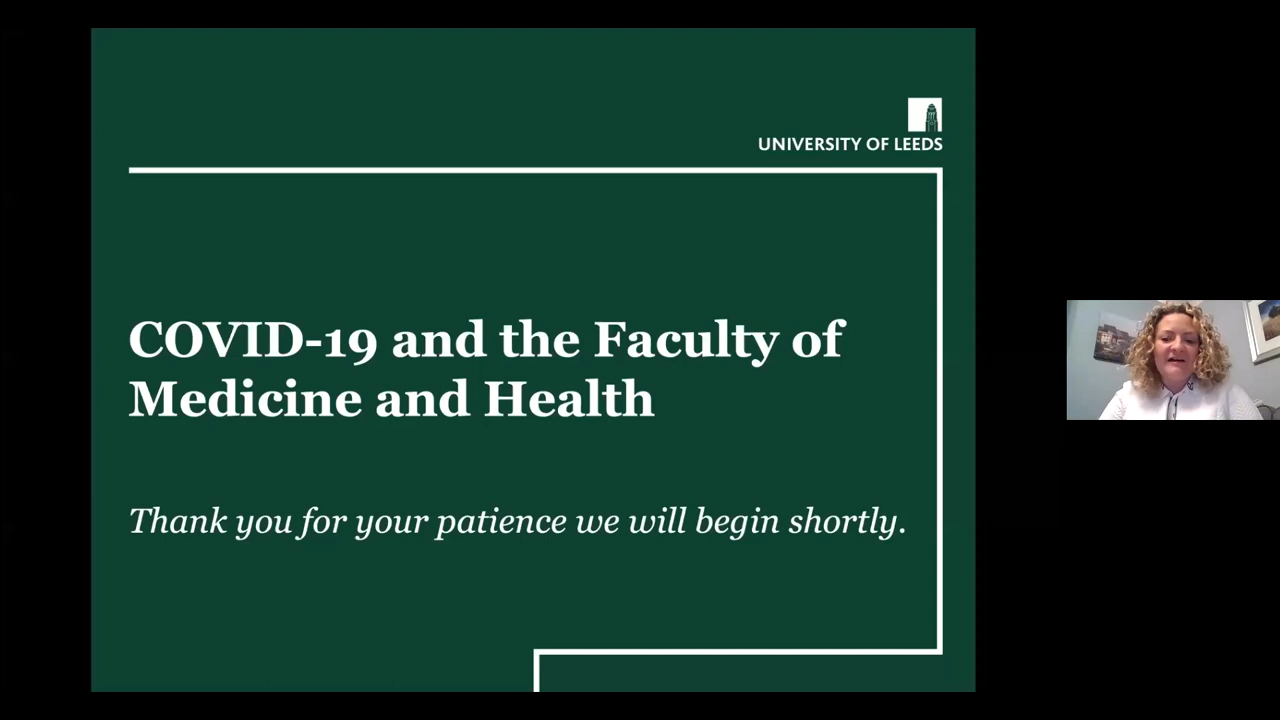 UNIVERSITY OF LEEDS
COVID-19 and the Faculty of
Medicine and Health
Thank you for your patience we will begin shortly.